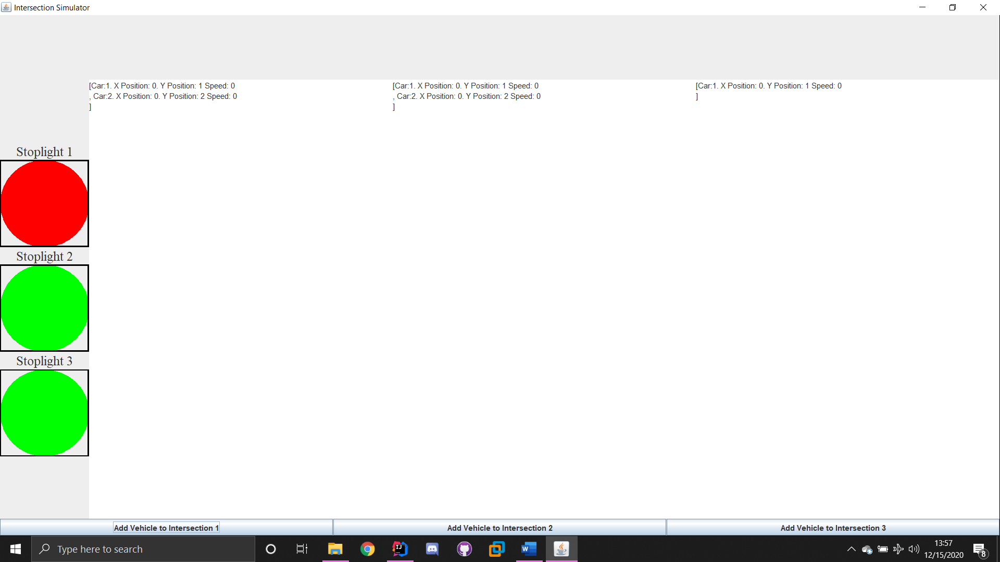 Intersection Simulator
[Car:1. X Position: 0. Y Position: 1 Speed: 0
, Car:2. X Position: 0. Y Position: 2 Speed: 0
]
[Car:1. X Position: 0. Y Position: 1 Speed: 0
, Car:2. X Position: 0. Y Position: 2 Speed: 0
]
[Car:1. X Position: 0. Y Position: 1 Speed: 0
]
Stoplight 1
Stoplight 2
Stoplight 3
Add Vehicle to Intersection 1
Add Vehicle to Intersection 2
Add Vehicle to Intersection 3
Type here to search
IJ
W
13:57
12/15/2020
8